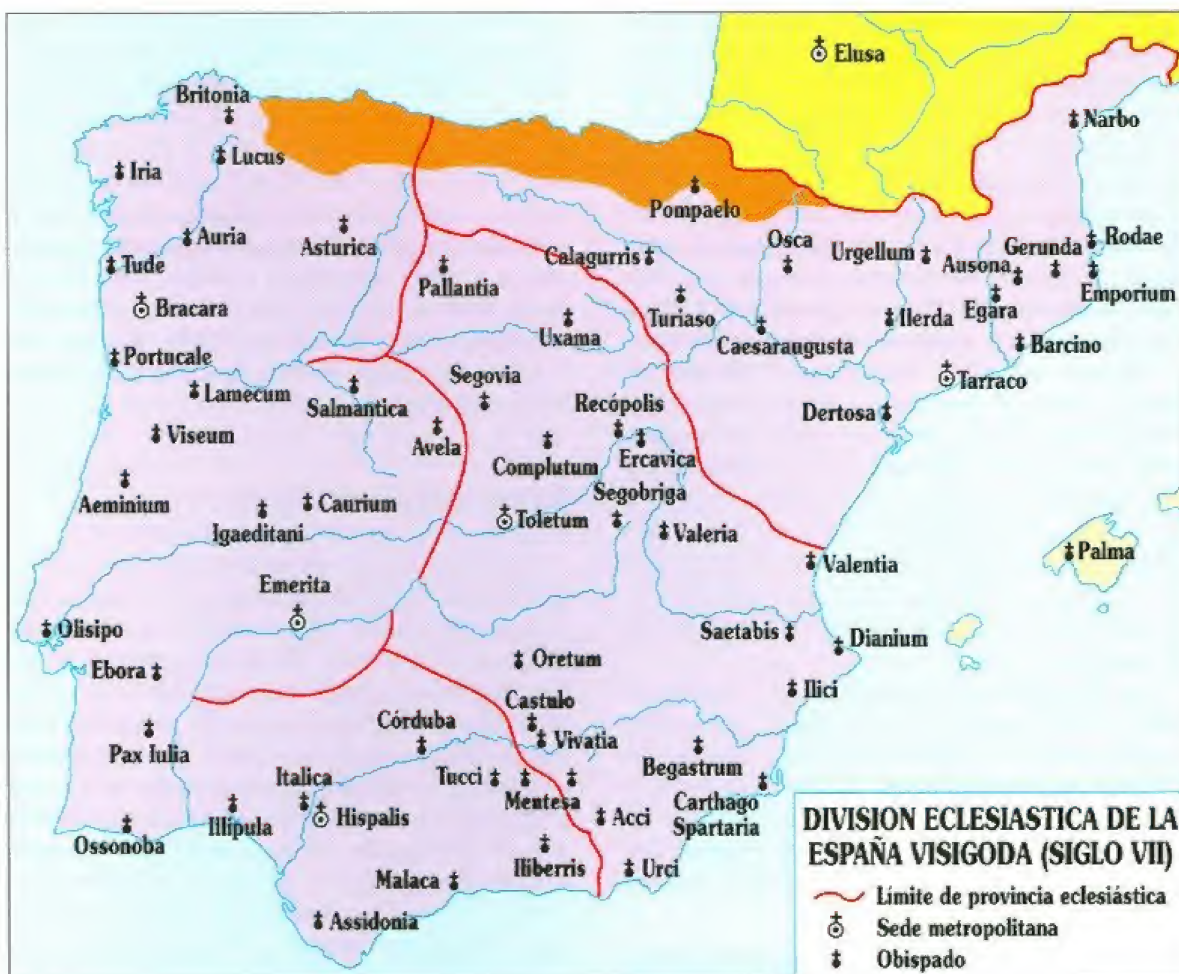 Elusa
Britonia
Narbo
Lucus
Iria
Pompaelo
Auria
Asturica
Osca
Urgellum
Gerunda
Rodae
Tude
Pallantia
Calagurris
Ausona
Bracara
Uxama
Turiaso
Ilerda
Egara
Emporium
Portucale
Caesaraugusta
Barcino
Lamecum
Salmantica
Segovia
Recópolis
Tarraco
Viseum
Avela
Complutum
Ercavica
Dertosa
Aeminium
Igaeditani
Caurium
Toletum
Segobriga
Valeria
Palma
Emerita
Valentia
Olisipo
Saetabis
Dianium
Ebora
Oretum
Ilici
Pax Iulia
Córduba
Castulo
Vivatia
Begastrum
Italica
Tucci
Mentesa
Carthago
Spartaria
Ossonoba
Illipula
Hispalis
Acci
Iliberris
Urci
Malaca
Assidonia
DIVISION ECLESIASTICA DE LA
ESPAÑA VISIGODA (SIGLO VII)
Límite de provincia eclesiástica
Sede metropolitana
Obispado